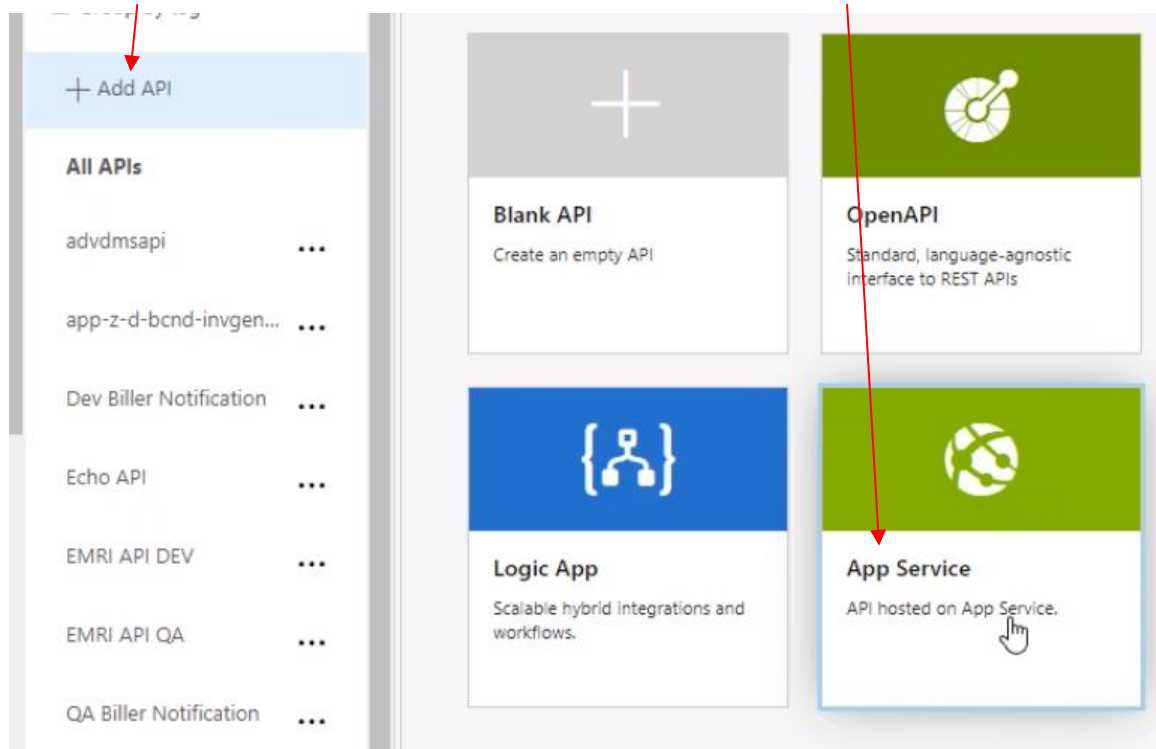 + Add API
All APIs
advdmsapi
app-z-d-bcnd-invgen...
Dev Biller Notification
Echo API
EMRI API DEV
EMRI API QA
QA Biller Notification
Blank API
Create an empty API
OpenAPI
Standard, language-agnostic
interface to REST APIs
Logic App
Scalable hybrid integrations and
workflows.
App Service
API hosted on App Service.